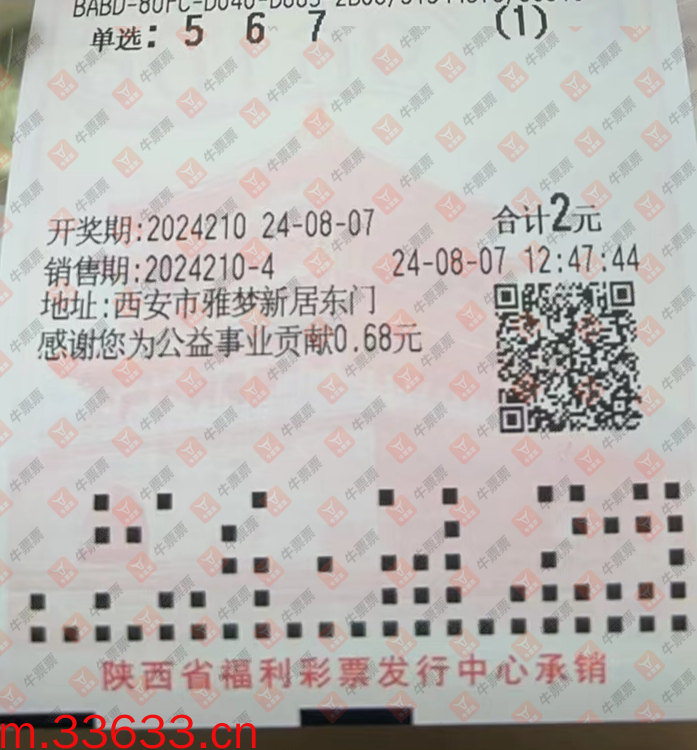 单选: 5 6 7 (1)
开奖期:2024210 24-08-07 合计2元
销售期:2024210-4 24-08-07 12:47:44
地址:西安市雅梦新居东门
感谢您为公益事业贡献0.68元
陕西省福利彩票发行中心承销
m.33633.cn
牛票票